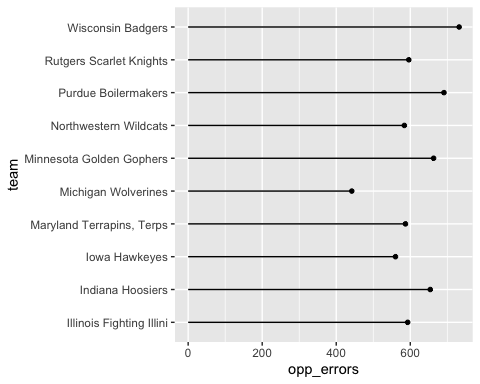 Wisconsin Badgers
Rutgers Scarlet Knights
Purdue Boilermakers
Northwestern Wildcats
Minnesota Golden Gophers
Michigan Wolverines
Maryland Terrapins, Terps
Iowa Hawkeyes
Indiana Hoosiers
Illinois Fighting Illini
team
0 200 400 600
opp_errors